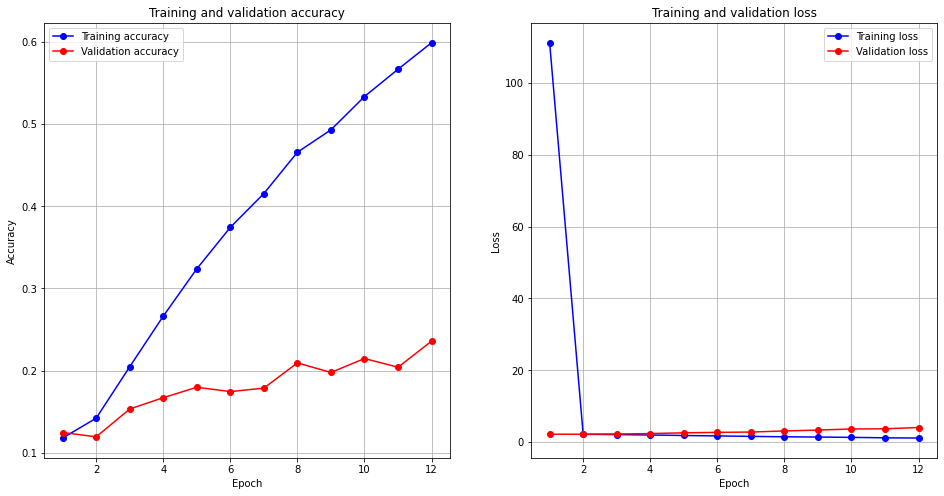 Training and validation accuracy
Training accuracy
Validation accuracy
0.6
0.5
0.4
0.3
0.2
0.1
Accuracy
2 4 6 8 10 12
Epoch
Training and validation loss
Training loss
Validation loss
100
80
60
40
20
0
Loss
2 4 6 8 10 12
Epoch